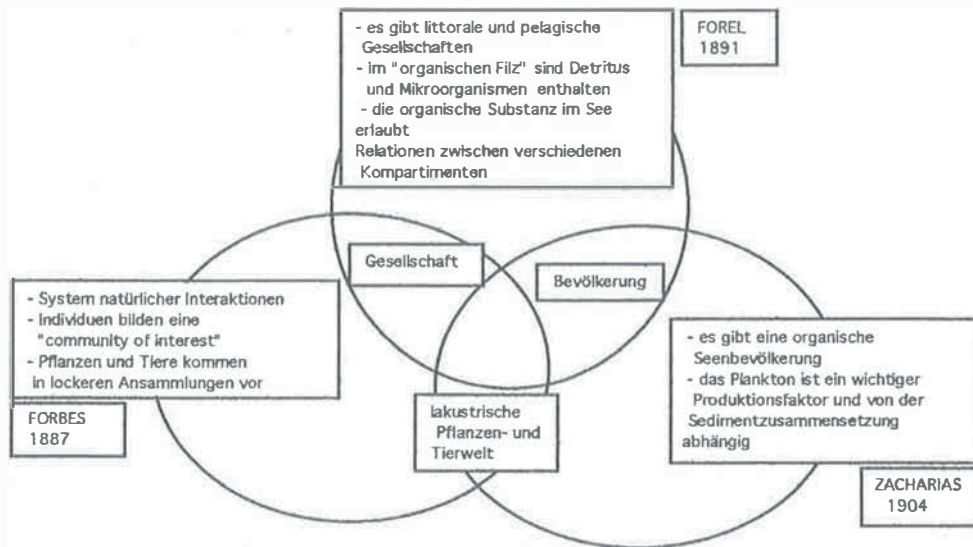 - es gibt littorale und pelagische
Gesellschaften
- im "organischen Filz" sind Detritus
und Mikroorganismen enthalten
- die organische Substanz im See
erlaubt
Relationen zwischen verschiedenen
Kompartimenten
FOREL
1891
Gesellschaft
Bevölkerung
- System natürlicher Interaktionen
- Individuen bilden eine
"community of interest"
- Pflanzen und Tiere kommen
in lockeren Ansammlungen vor
FORBES
1887
lakustrische
Pflanzen- und
Tierwelt
- es gibt eine organische
Seenbevölkerung
- das Plankton ist ein wichtiger
Produktionsfaktor und von der
Sedimentzusammensetzung
abhängig
ZACHARIAS
1904